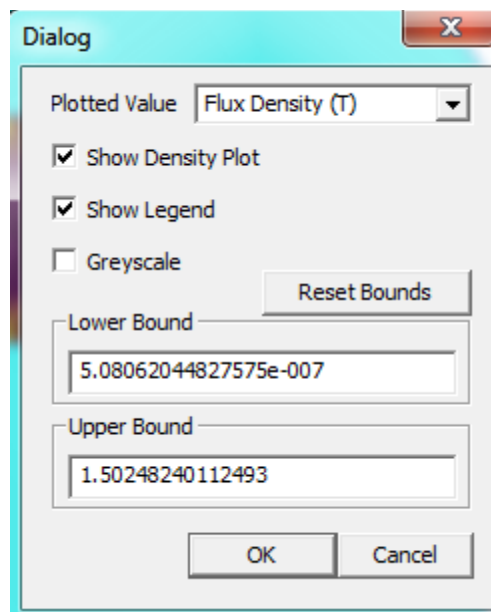 Dialog
Plotted Value Flux Density (T)
Show Density Plot
Show Legend
Greyscale
Reset Bounds
Lower Bound
5.08062044827575e-007
Upper Bound
1.50248240112493
OK Cancel